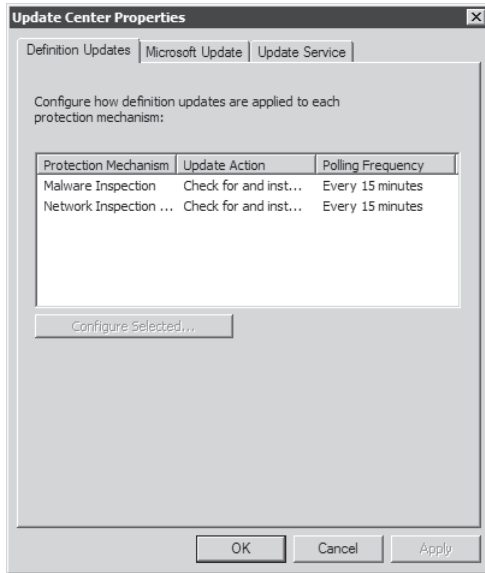 Update Center Properties
Definition Updates Microsoft Update Update Service
Configure how definition updates are applied to each
protection mechanism:
Protection Mechanism Update Action Polling Frequency
Malware Inspection Check for and inst... Every 15 minutes
Network Inspection ... Check for and inst... Every 15 minutes
Configure Selected...
OK Cancel Apply